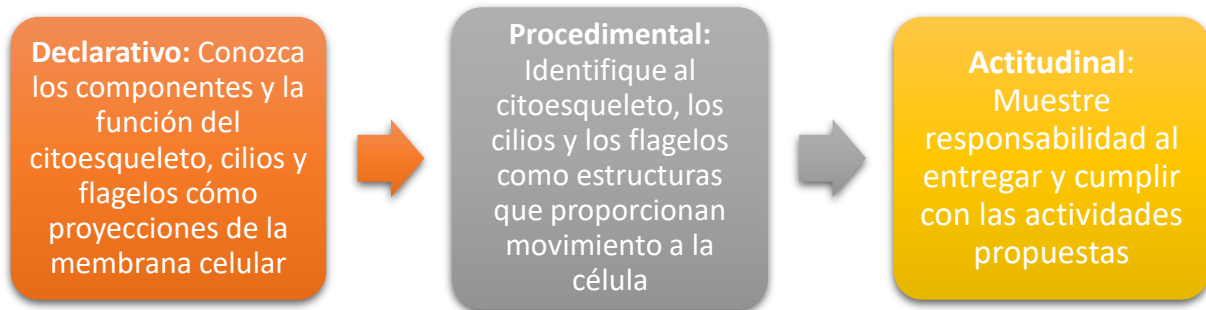 Declarativo: Conozca
los componentes y la
función del
citoesqueleto, cilios y
flagelos cómo
proyecciones de la
membrana celular
Procedimental:
Identifique al
citoesqueleto, los
cilios y los flagelos
como estructuras
que proporcionan
movimiento a la
célula
Actitudinal:
Muestre
responsabilidad al
entregar y cumplir
con las actividades
propuestas